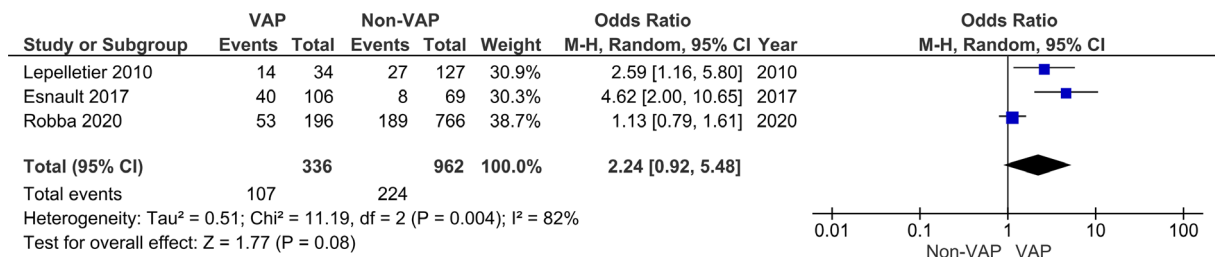 VAP Non-VAP Odds Ratio Odds Ratio
Study or Subgroup Events Total Events Total Weight M-H, Random, 95% CI Year M-H, Random, 95% CI
Lepelletier 2010 14 34 27 127 30.9% 2.59 [1.16, 5.80] 2010
Esnault 2017 40 106 8 69 30.3% 4.62 [2.00, 10.65] 2017
Robba 2020 53 196 189 766 38.7% 1.13 [0.79, 1.61] 2020
Total (95% CI) 336 962 100.0% 2.24 [0.92, 5.48]
Total events 107 224
Heterogeneity: Tau² = 0.51; Chi² = 11.19, df = 2 (P = 0.004); I² = 82%
Test for overall effect: Z = 1.77 (P = 0.08)
0.01 0.1 1 10 100
Non-VAP VAP